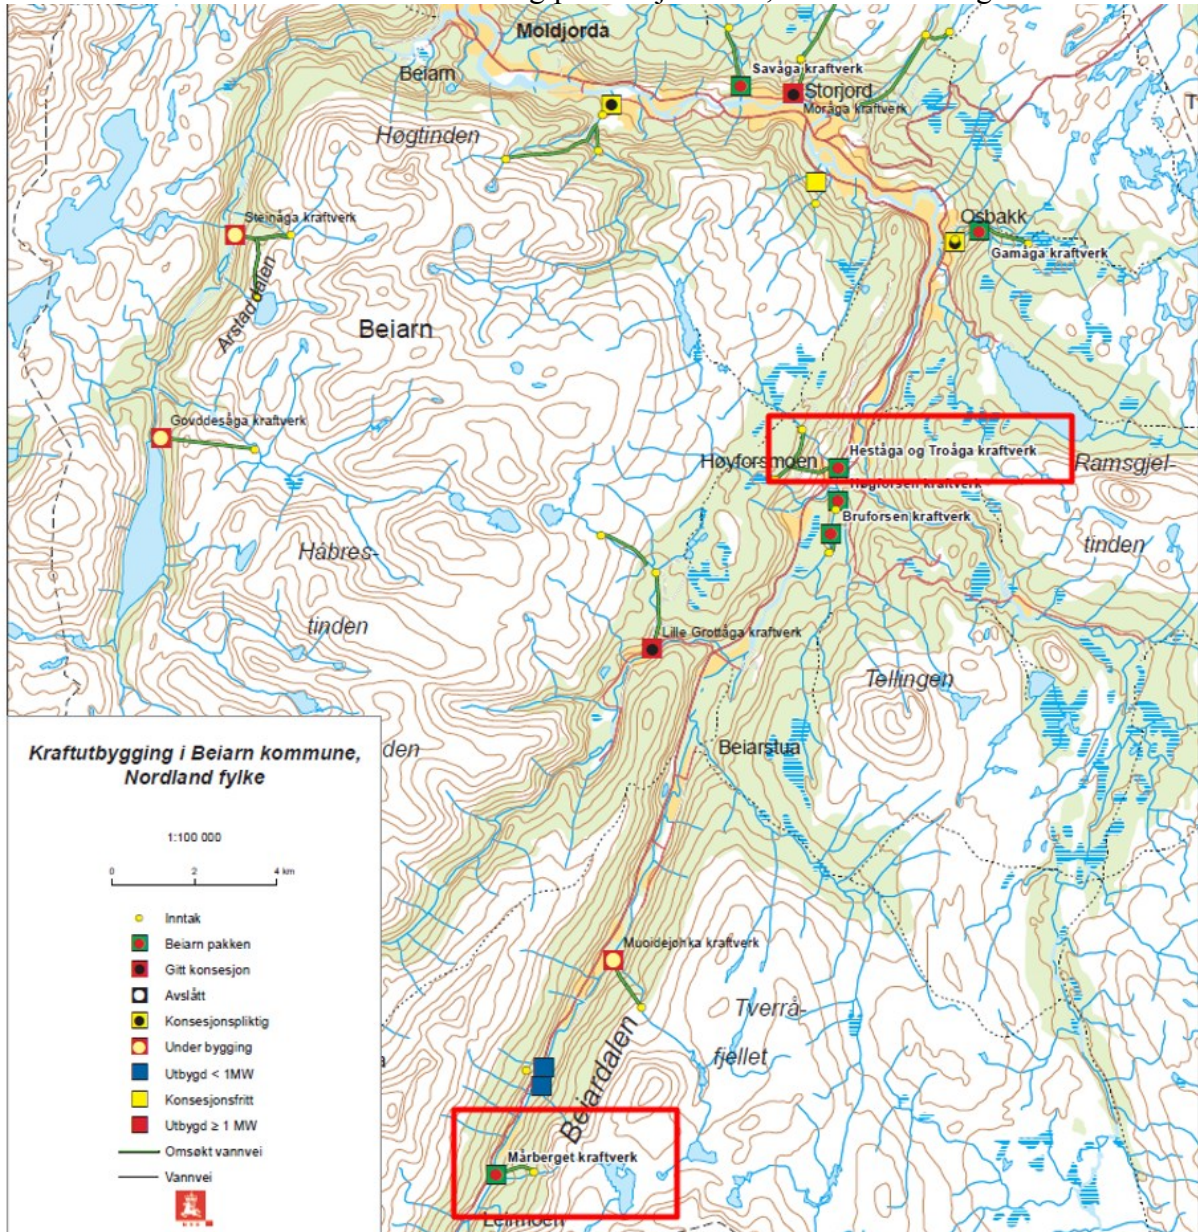 Moldjorda
Beiarn
Savåga kraftverk
Storjord
Moråga kraftverk
Høgtinden
Steinåga kraftverk
Osbakk
Gamåga kraftverk
Arstaddalen
Beiarn
Govddesåga kraftverk
Høyforsmoen
Heståga og Troåga kraftverk
Ramsgjel-
Høgforsen kraftverk
Bruforsen kraftverk
tinden
Håbres-
tinden
Lille Grottåga kraftverk
Tellingen
Beiarstua
den
Kraftutbygging i Beiarn kommune,
Nordland fylke
1:100 000
0 2 4 km
Inntak
Beiarn pakken
Gitt konsesjon
Avslått
Konsesjonspliktig
Under bygging
Utbygd < 1MW
Konsesjonsfritt
Utbygd ≥ 1 MW
Omsøkt vannvei
Vannvei
Muoidejohka kraftverk
Tverrå-
fjellet
Beiardalen
Mårberget kraftverk
Leirmoen